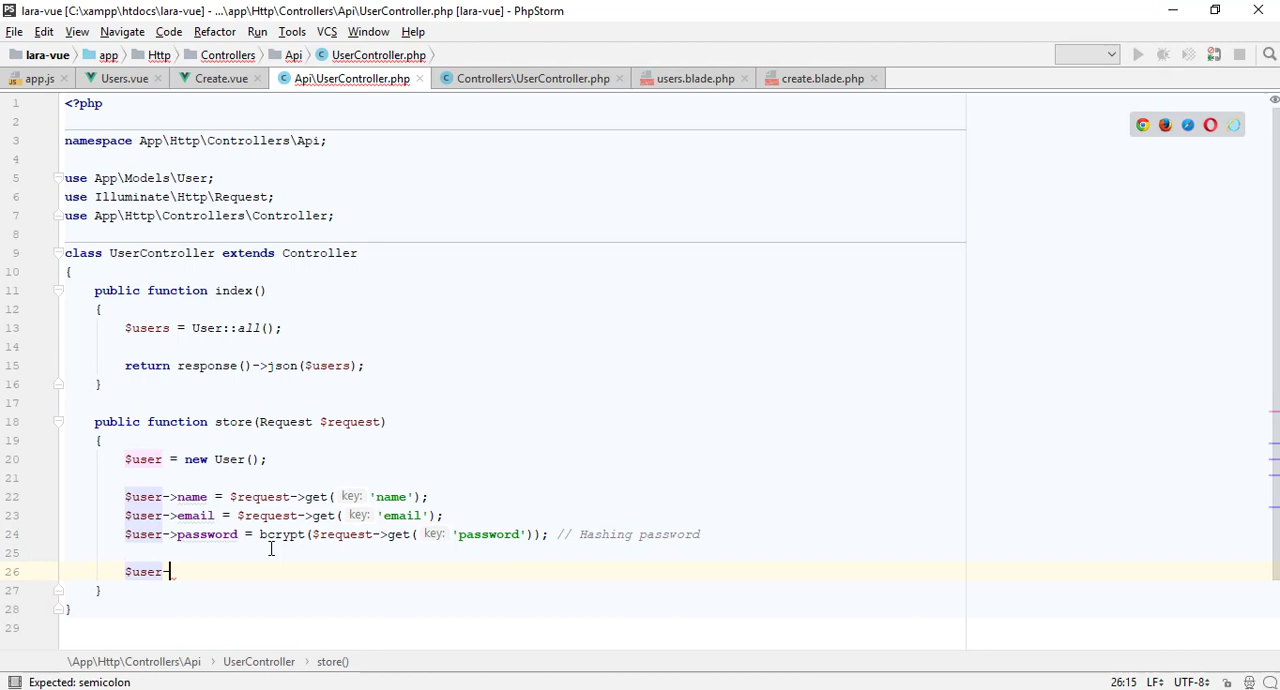 PS lara-vue [C:\xampp\htdocs\lara-vue] - ...\app\Http\Controllers\Api\UserController.php [lara-vue] - PhpStorm
File Edit View Navigate Code Refactor Run Tools VCS Window Help
lara-vue app Http Controllers Api UserController.php
app.js Users.vue Create.vue Api\UserController.php Controllers\UserController.php users.blade.php create.blade.php
1 <?php
2
3 namespace App\Http\Controllers\Api;
4
5 use App\Models\User;
6 use Illuminate\Http\Request;
7 use App\Http\Controllers\Controller;
8
9 class UserController extends Controller
10 {
11 public function index()
12 {
13 $users = User::all();
14
15 return response()->json($users);
16 }
17
18 public function store(Request $request)
19 {
20 $user = new User();
21
22 $user->name = $request->get( key: 'name');
23 $user->email = $request->get( key: 'email');
24 $user->password = bcrypt($request->get( key: 'password')); // Hashing password
25
26 $user-
27 }
28 }
29
\App\Http\Controllers\Api UserController store()
Expected: semicolon 26:15 LF UTF-8